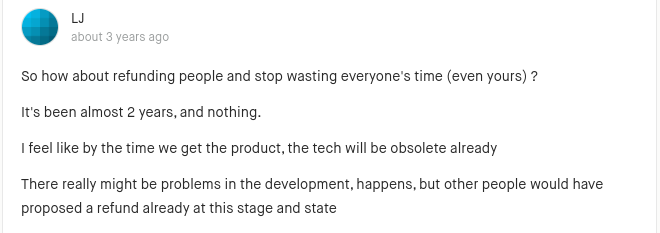 LJ
about 3 years ago
So how about refunding people and stop wasting everyone's time (even yours) ?
It's been almost 2 years, and nothing.
I feel like by the time we get the product, the tech will be obsolete already
There really might be problems in the development, happens, but other people would have
proposed a refund already at this stage and state